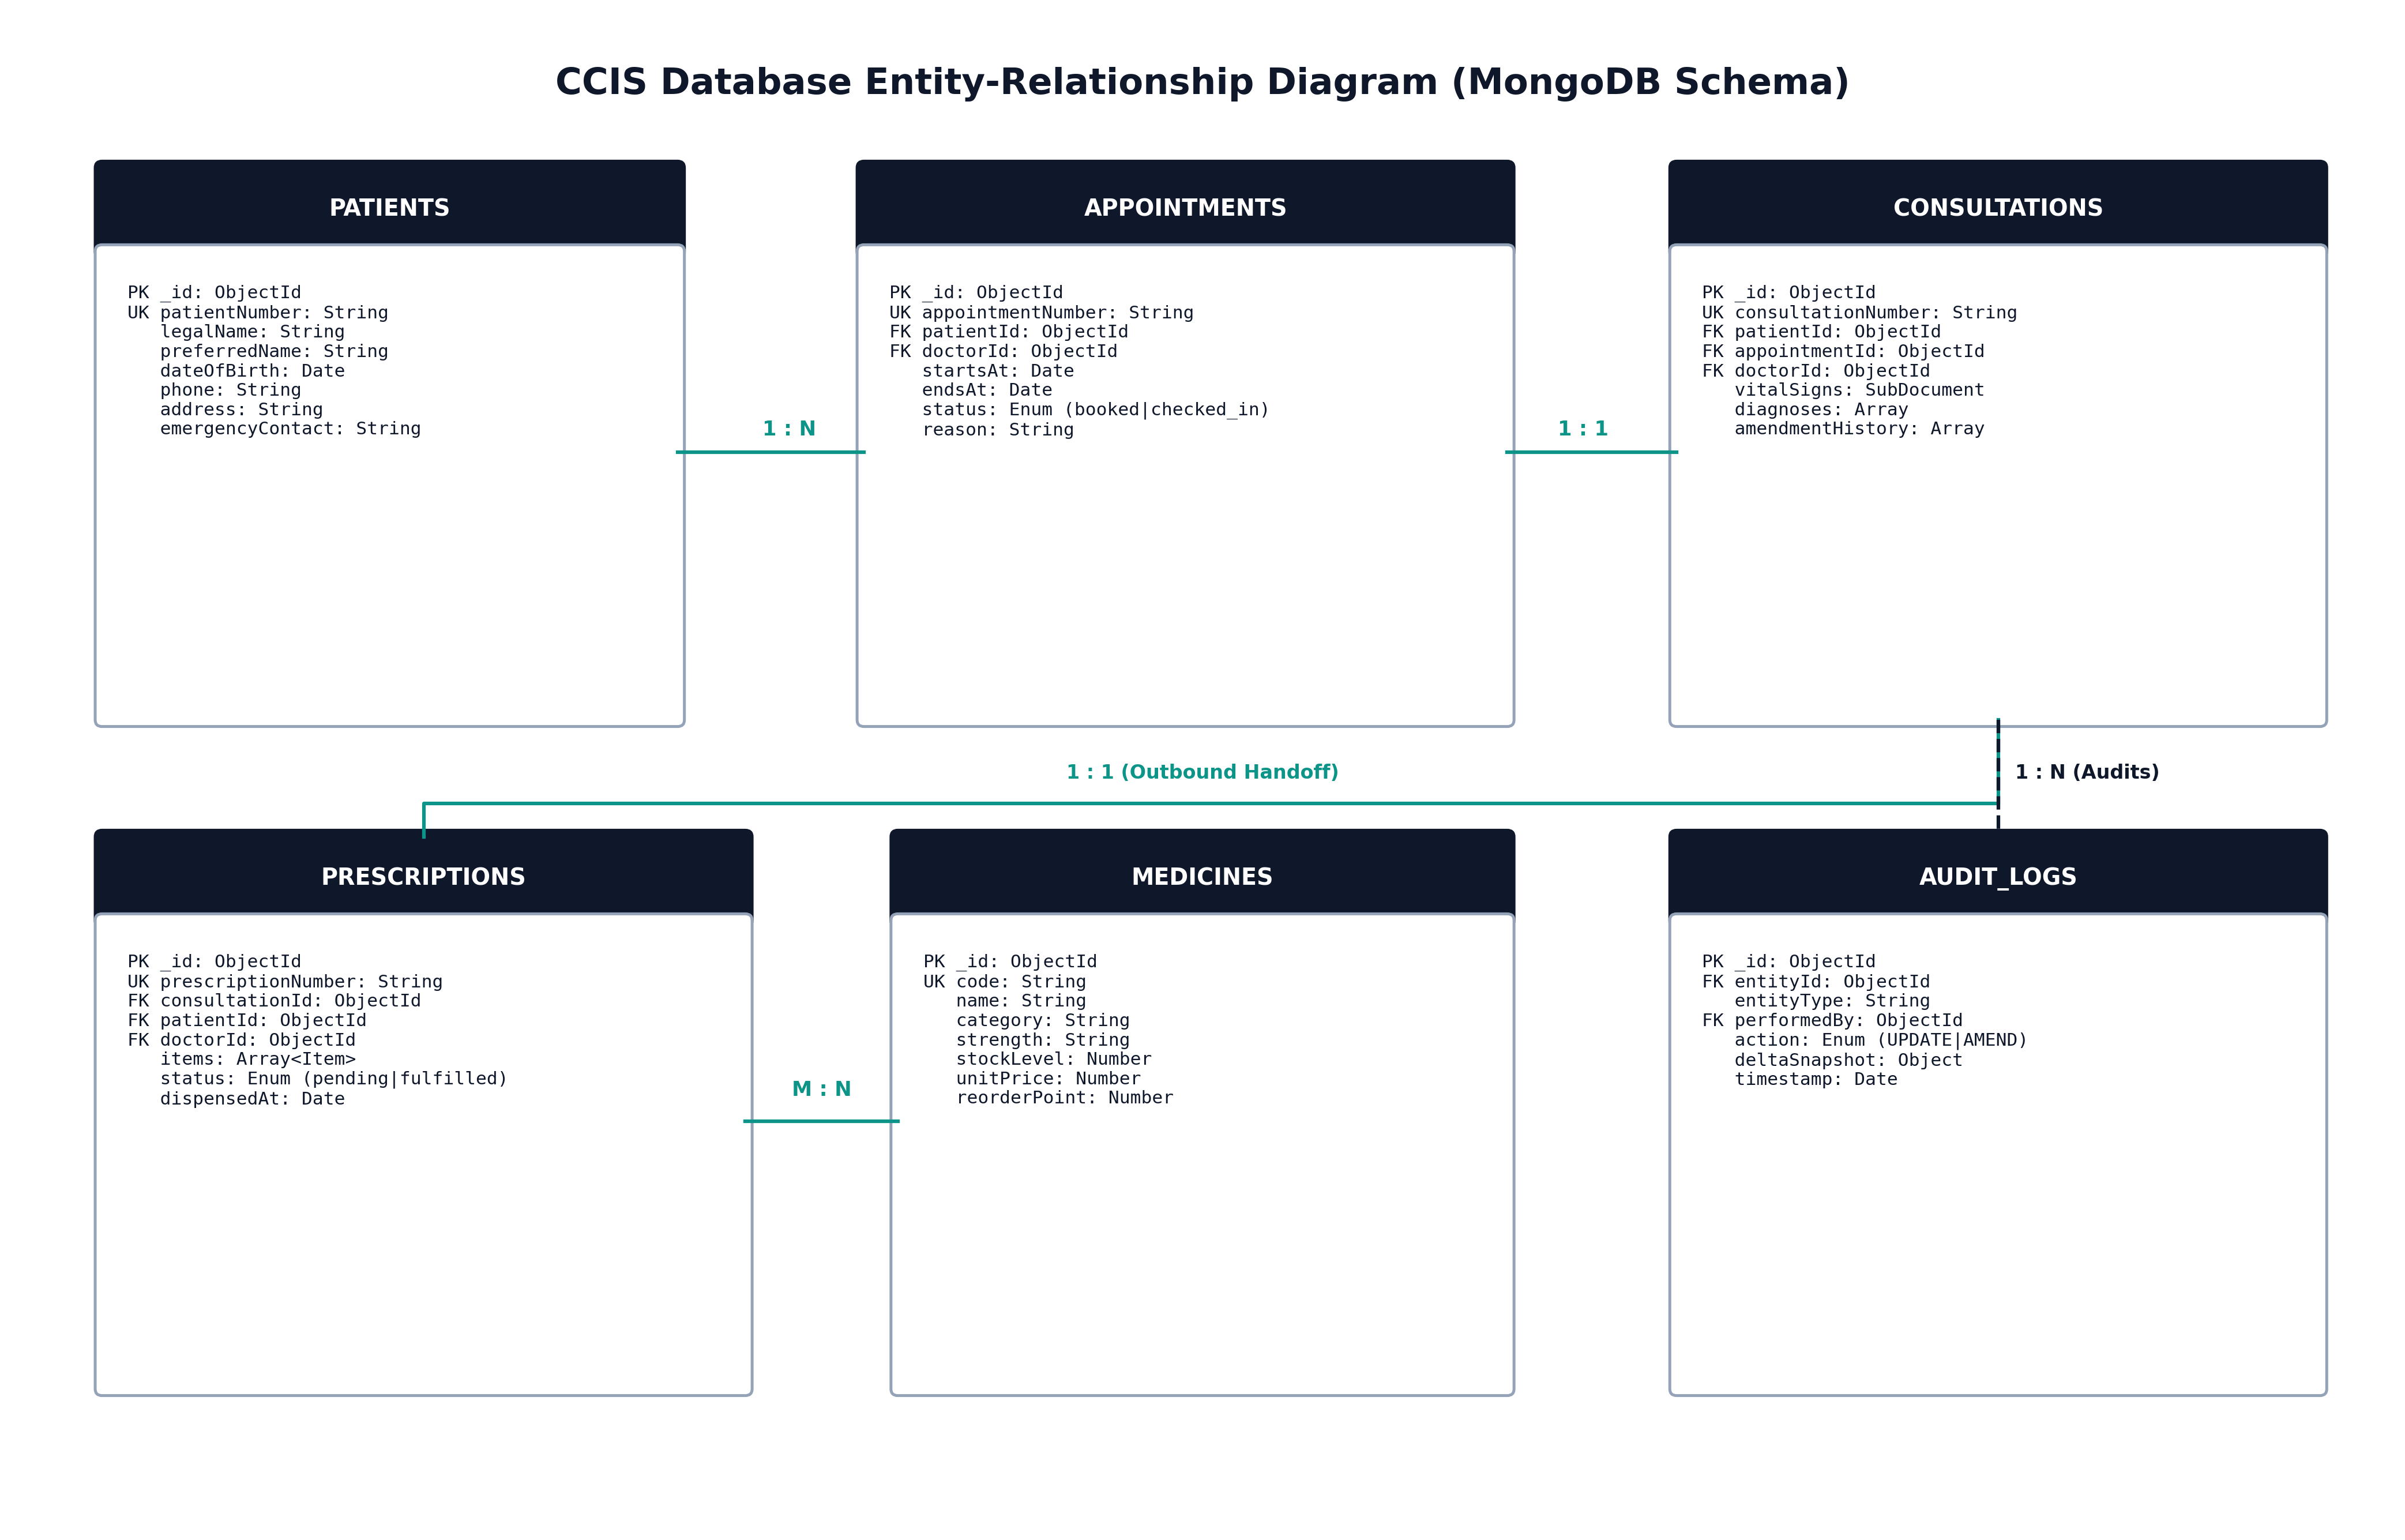 CCIS Database Entity-Relationship Diagram (MongoDB Schema)
PATIENTS
PK _id: ObjectId
UK patientNumber: String
legalName: String
preferredName: String
dateOfBirth: Date
phone: String
address: String
emergencyContact: String
1 : N
APPOINTMENTS
PK _id: ObjectId
UK appointmentNumber: String
FK patientId: ObjectId
FK doctorId: ObjectId
startsAt: Date
endsAt: Date
status: Enum (booked|checked_in)
reason: String
1 : 1
CONSULTATIONS
PK _id: ObjectId
UK consultationNumber: String
FK patientId: ObjectId
FK appointmentId: ObjectId
FK doctorId: ObjectId
vitalSigns: SubDocument
diagnoses: Array
amendmentHistory: Array
1 : 1 (Outbound Handoff)
1 : N (Audits)
PRESCRIPTIONS
PK _id: ObjectId
UK prescriptionNumber: String
FK consultationId: ObjectId
FK patientId: ObjectId
FK doctorId: ObjectId
items: Array<Item>
status: Enum (pending|fulfilled)
dispensedAt: Date
M : N
MEDICINES
PK _id: ObjectId
UK code: String
name: String
category: String
strength: String
stockLevel: Number
unitPrice: Number
reorderPoint: Number
AUDIT_LOGS
PK _id: ObjectId
FK entityId: ObjectId
entityType: String
FK performedBy: ObjectId
action: Enum (UPDATE|AMEND)
deltaSnapshot: Object
timestamp: Date